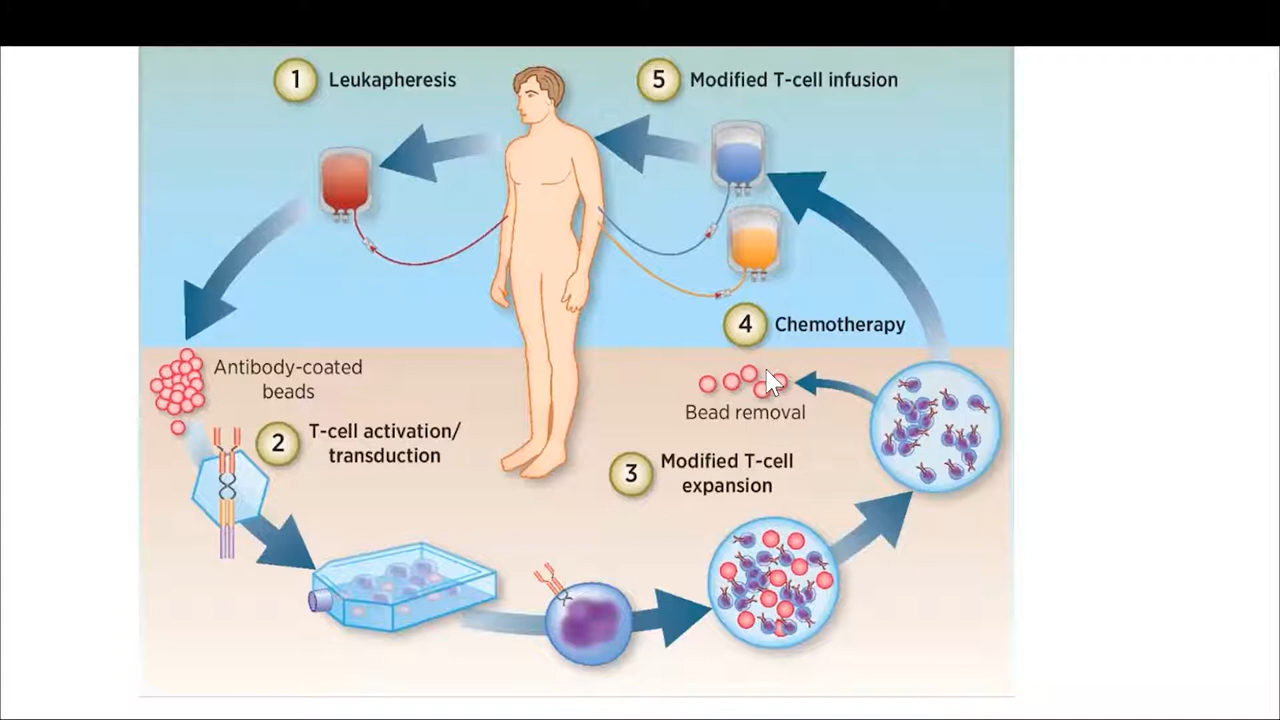 1 Leukapheresis
5 Modified T-cell infusion
4 Chemotherapy
Antibody-coated
beads
2 T-cell activation/
transduction
Bead removal
3 Modified T-cell
expansion